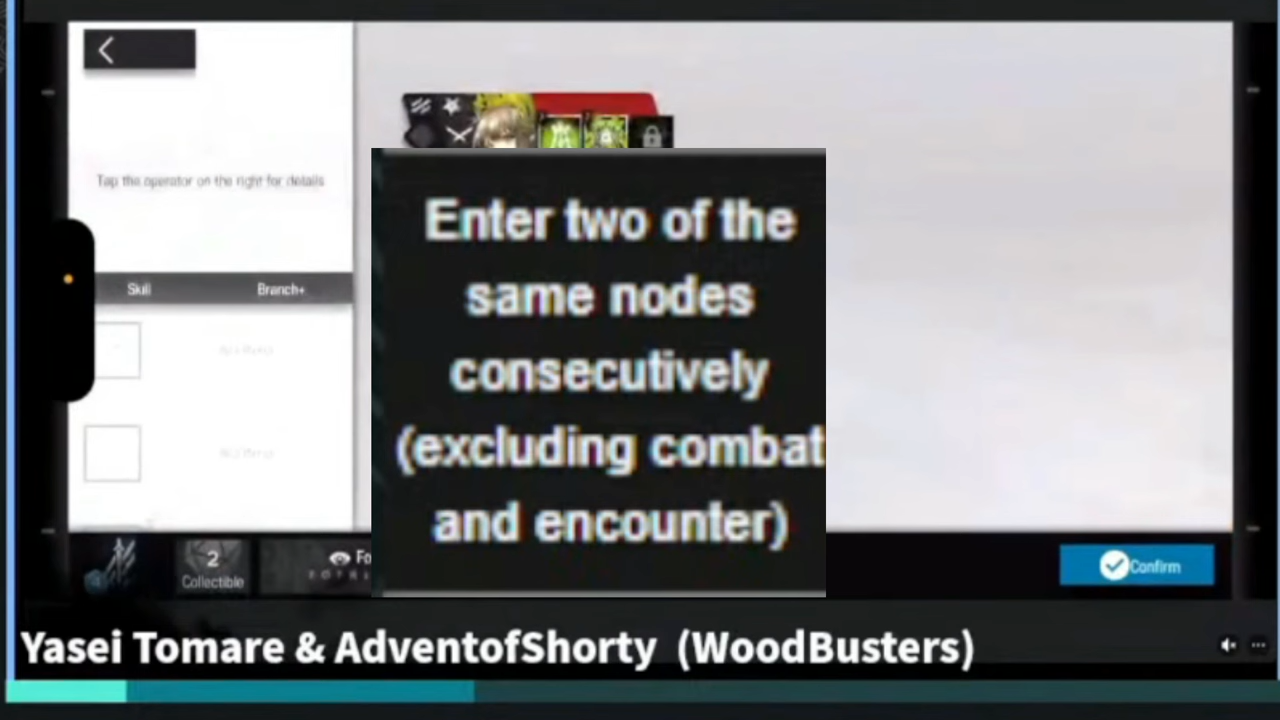 Tap the operator on the right for details
Skill Branch+
Enter two of the
same nodes
consecutively
(excluding combat
and encounter)
2
Collectible
Fo
Confirm
Yasei Tomare & AdventofShorty (WoodBusters)